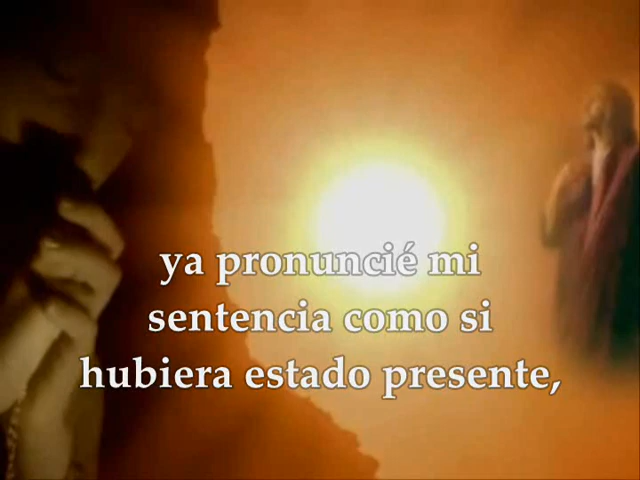 ya pronuncié mi
sentencia como si
hubiera estado presente,